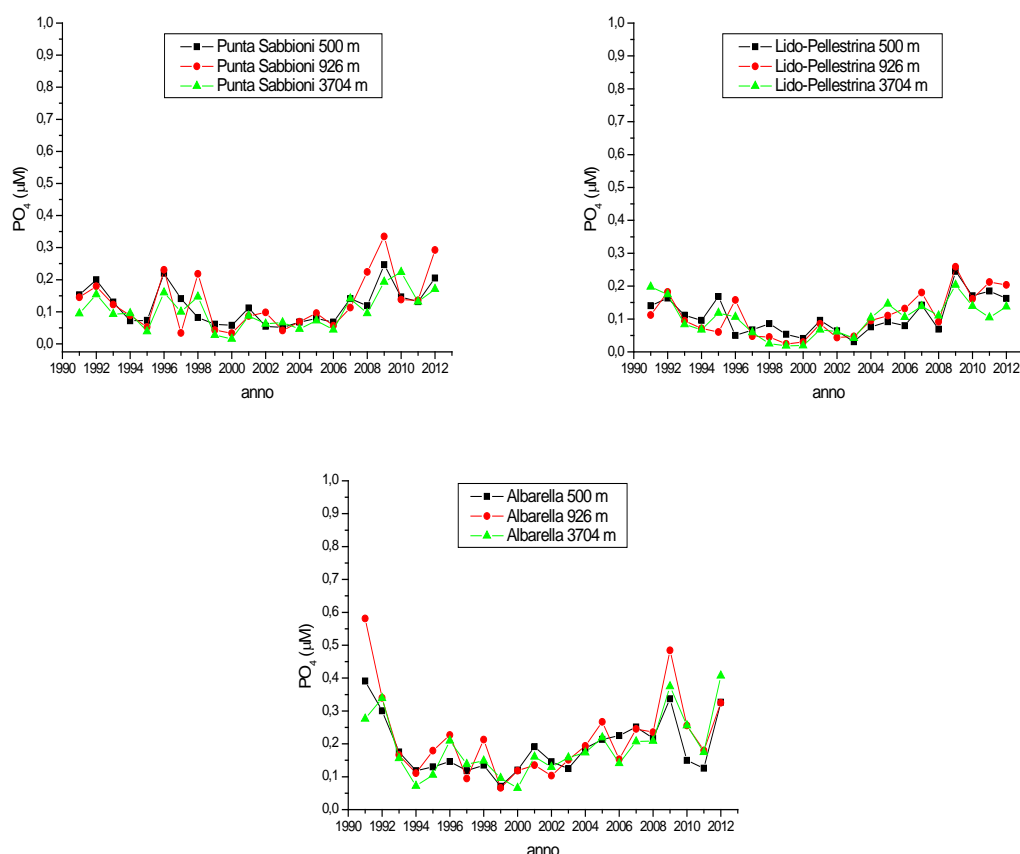 Punta Sabbioni 500 m
Punta Sabbioni 926 m
Punta Sabbioni 3704 m
PO4 (µM)
1,0
0,9
0,8
0,7
0,6
0,5
0,4
0,3
0,2
0,1
0,0
1990 1992 1994 1996 1998 2000 2002 2004 2006 2008 2010 2012
anno
Lido-Pellestrina 500 m
Lido-Pellestrina 926 m
Lido-Pellestrina 3704 m
PO4 (µM)
1,0
0,9
0,8
0,7
0,6
0,5
0,4
0,3
0,2
0,1
0,0
1990 1992 1994 1996 1998 2000 2002 2004 2006 2008 2010 2012
anno
Albarella 500 m
Albarella 926 m
Albarella 3704 m
PO4 (µM)
1,0
0,9
0,8
0,7
0,6
0,5
0,4
0,3
0,2
0,1
0,0
1990 1992 1994 1996 1998 2000 2002 2004 2006 2008 2010 2012
anno